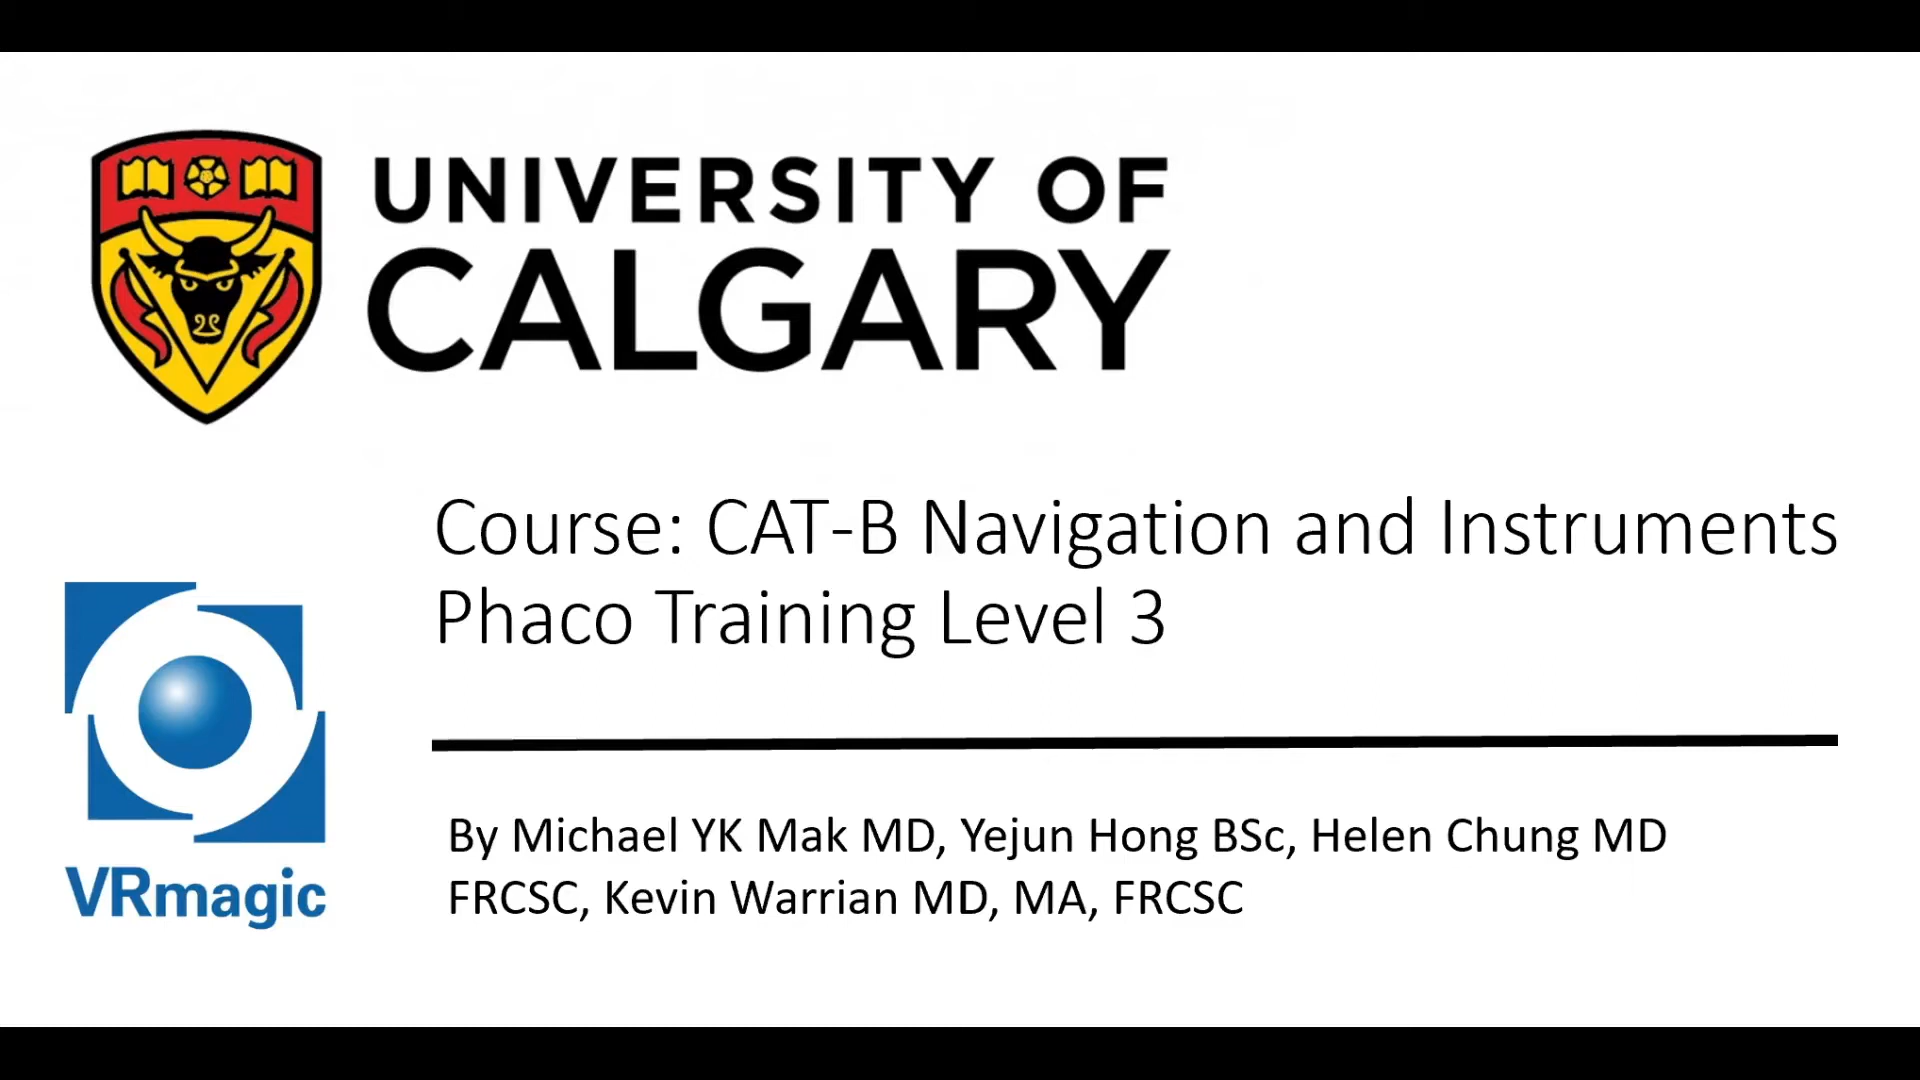 UNIVERSITY OF
CALGARY
Course: CAT-B Navigation and Instruments
Phaco Training Level 3
VRmagic
By Michael YK Mak MD, Yejun Hong BSc, Helen Chung MD
FRCSC, Kevin Warrian MD, MA, FRCSC